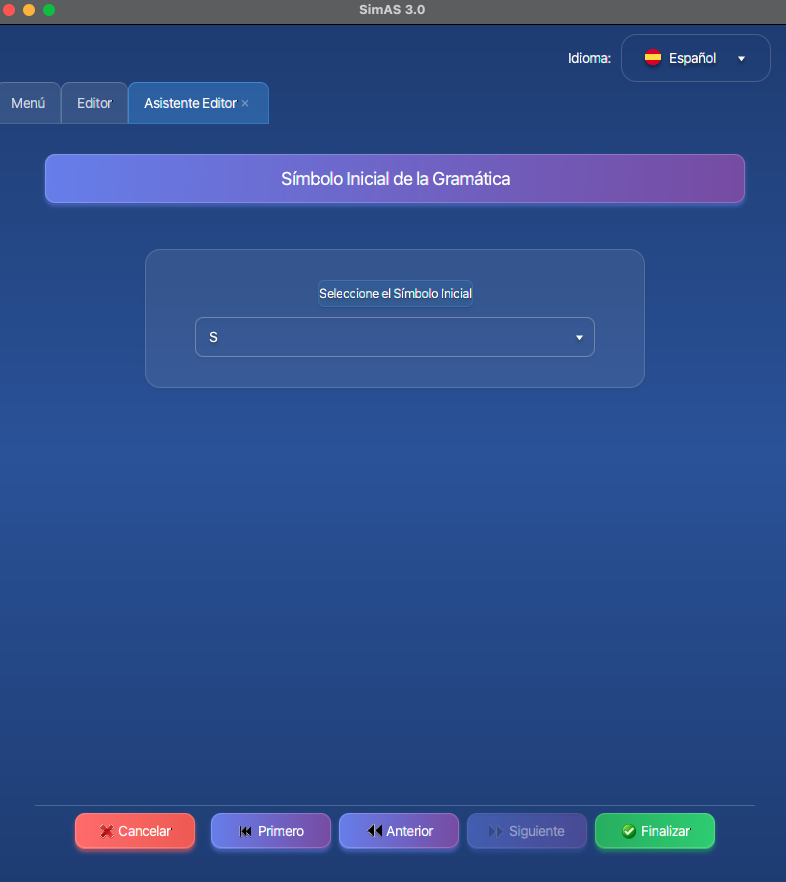 SimAS 3.0
Idioma: Español
Menú Editor Asistente Editor ×
Símbolo Inicial de la Gramática
Seleccione el Símbolo Inicial
S
Cancelar Primero Anterior Siguiente Finalizar